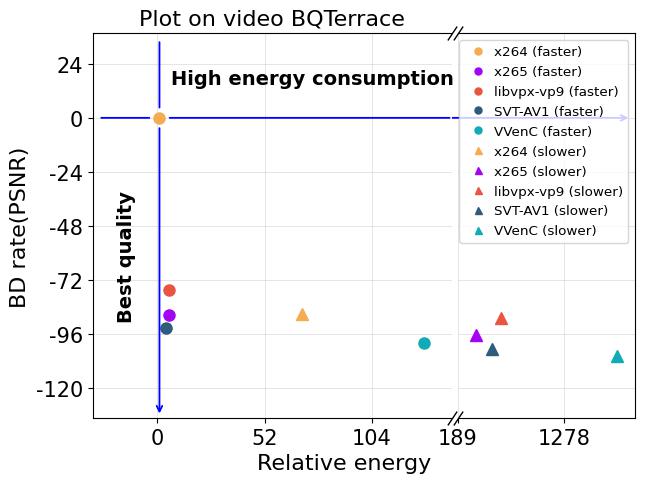 Plot on video BQTerrace
High energy consumption
Best quality
BD rate(PSNR)
24
0
-24
-48
-72
-96
-120
x264 (faster)
x265 (faster)
libvpx-vp9 (faster)
SVT-AV1 (faster)
VVenC (faster)
x264 (slower)
x265 (slower)
libvpx-vp9 (slower)
SVT-AV1 (slower)
VVenC (slower)
0 52 104 189 1278
Relative energy